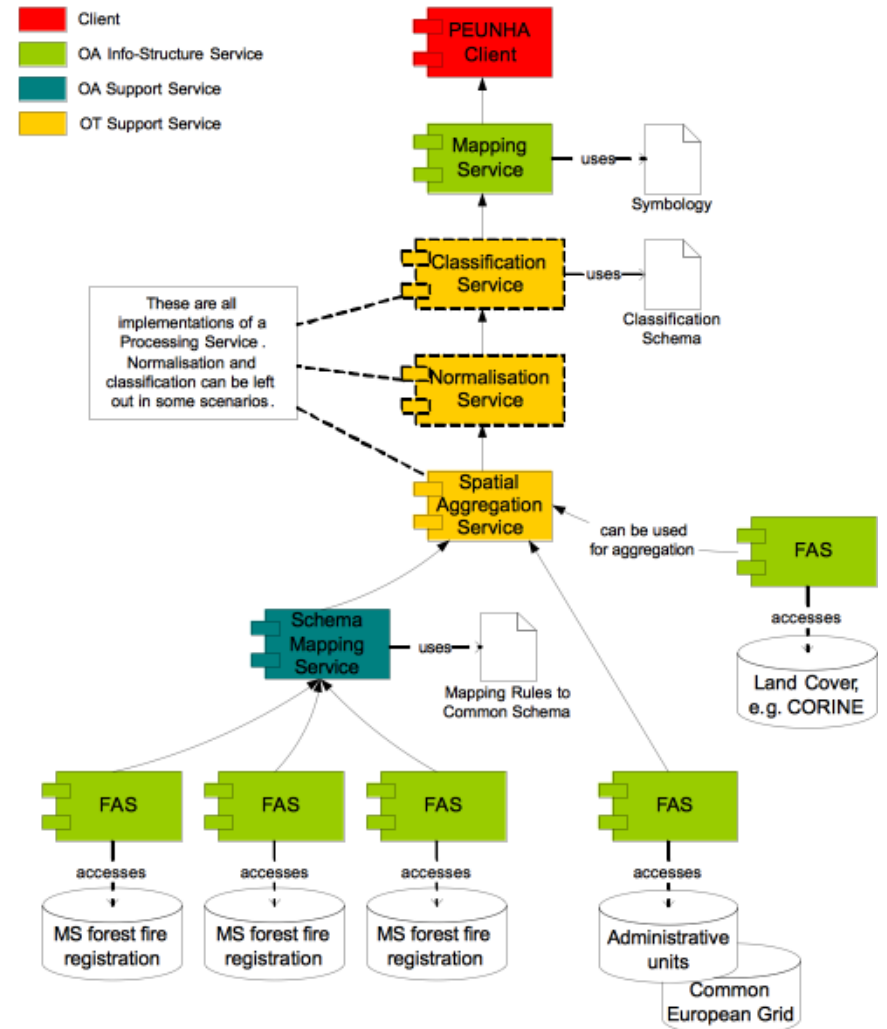 Client
OA Info-Structure Service
OA Support Service
OT Support Service
PEUNHA
Client
Mapping
Service
uses
Symbology
Classification
Service
uses
Classification
Schema
These are all
implementations of a
Processing Service.
Normalisation and
classification can be left
out in some scenarios.
Normalisation
Service
Spatial
Aggregation
Service
can be used
for aggregation
FAS
accesses
Land Cover,
e.g. CORINE
Schema
Mapping
Service
uses
Mapping Rules to
Common Schema
FAS
FAS
FAS
FAS
accesses
accesses
accesses
accesses
MS forest fire
registration
MS forest fire
registration
MS forest fire
registration
Administrative
units
Common
European Grid